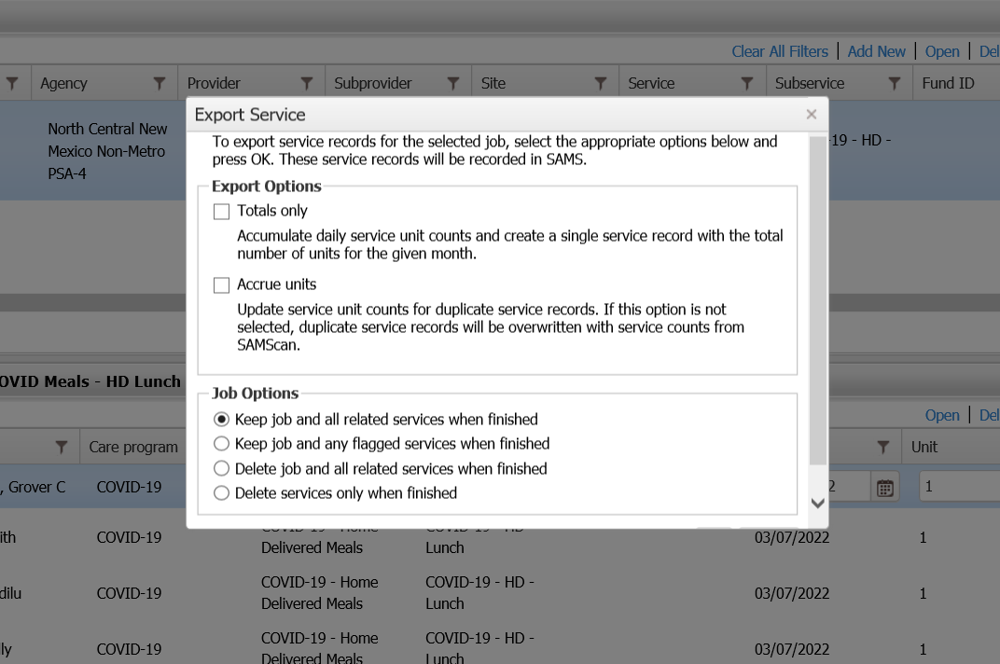 Clear All Filters | Add New | Open | Del
Agency Provider Subprovider Site Service Subservice Fund ID
North Central New
Mexico Non-Metro
PSA-4
-19 - HD -
Export Service
To export service records for the selected job, select the appropriate options below and
press OK. These service records will be recorded in SAMS.
Export Options
Totals only
Accumulate daily service unit counts and create a single service record with the total
number of units for the given month.
Accrue units
Update service unit counts for duplicate service records. If this option is not
selected, duplicate service records will be overwritten with service counts from
SAMScan.
Job Options
Keep job and all related services when finished
Keep job and any flagged services when finished
Delete job and all related services when finished
Delete services only when finished
OVID Meals - HD Lunch
Open | Del
Care program Unit
, Grover C COVID-19 2 1
ith COVID-19 COVID-19 - Home COVID-19 - HD - 03/07/2022 1
Delivered Meals Lunch
dilu COVID-19 COVID-19 - Home COVID-19 - HD - 03/07/2022 1
Delivered Meals Lunch
lly COVID-19 COVID-19 - Home COVID-19 - HD - 03/07/2022 1
Delivered Meals Lunch